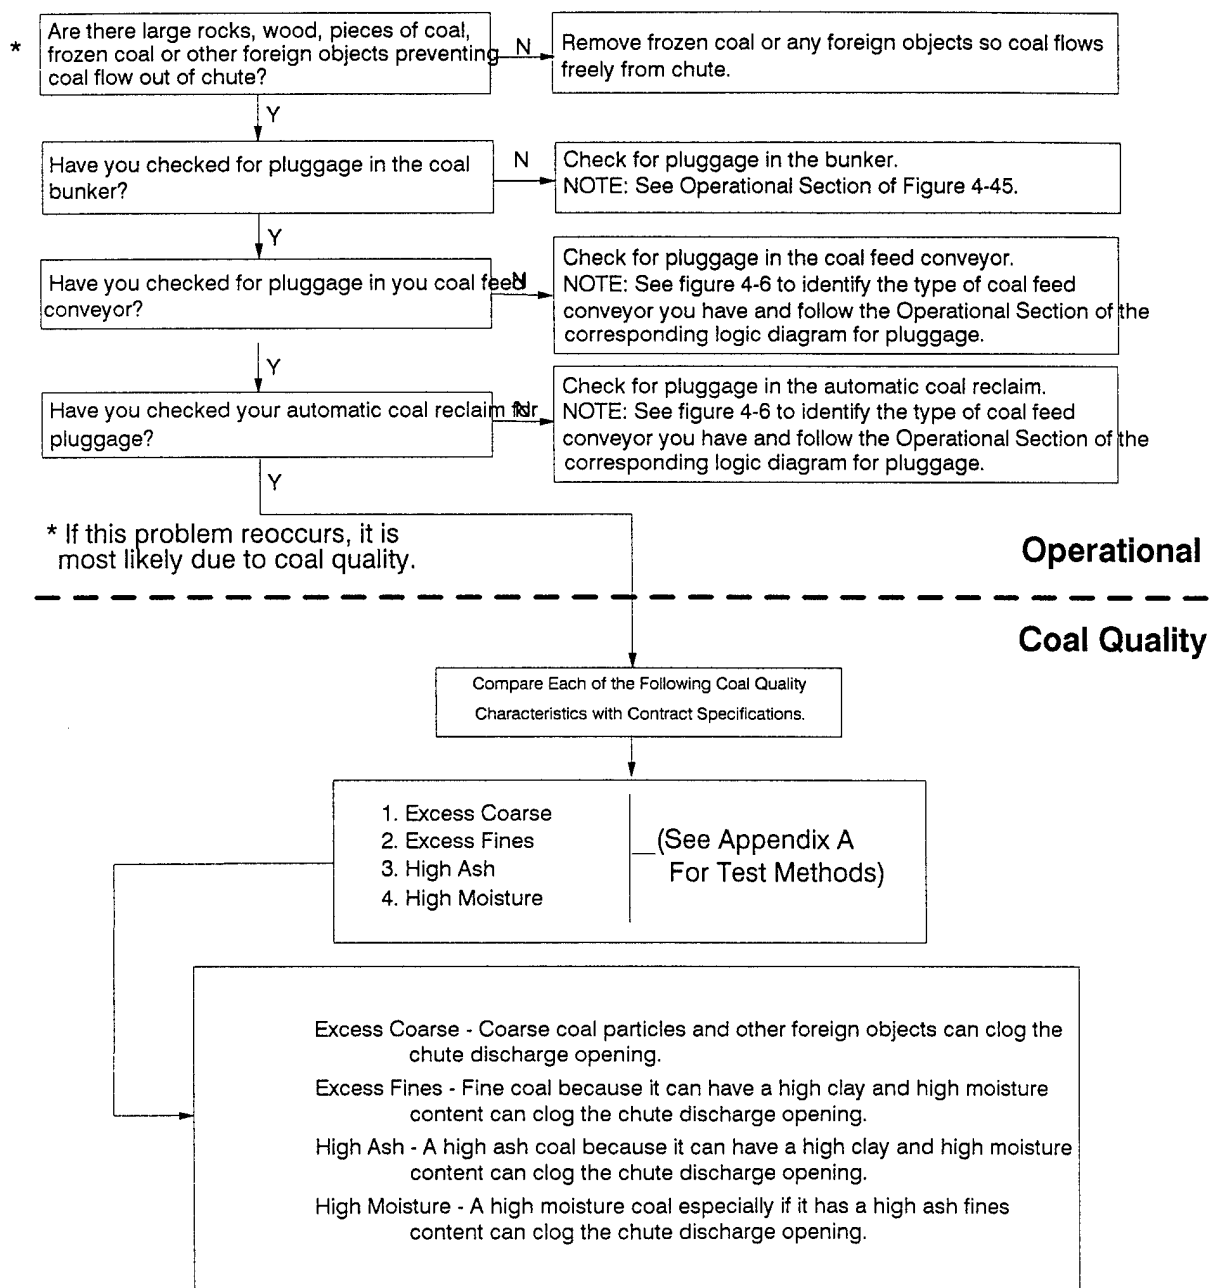 * Are there large rocks, wood, pieces of coal,
frozen coal or other foreign objects preventing
coal flow out of chute?
N
Remove frozen coal or any foreign objects so coal flows
freely from chute.
Y
Have you checked for pluggage in the coal
bunker?
N
Check for pluggage in the bunker.
NOTE: See Operational Section of Figure 4-45.
Y
Have you checked for pluggage in you coal feed
conveyor?
N
Check for pluggage in the coal feed conveyor.
NOTE: See figure 4-6 to identify the type of coal feed
conveyor you have and follow the Operational Section of the
corresponding logic diagram for pluggage.
Y
Have you checked your automatic coal reclaim for
pluggage?
N
Check for pluggage in the automatic coal reclaim.
NOTE: See figure 4-6 to identify the type of coal feed
conveyor you have and follow the Operational Section of the
corresponding logic diagram for pluggage.
Y
* If this problem reoccurs, it is
most likely due to coal quality.
Operational
Coal Quality
Compare Each of the Following Coal Quality
Characteristics with Contract Specifications.
1. Excess Coarse
2. Excess Fines
3. High Ash
4. High Moisture
(See Appendix A
For Test Methods)
Excess Coarse - Coarse coal particles and other foreign objects can clog the
chute discharge opening.
Excess Fines - Fine coal because it can have a high clay and high moisture
content can clog the chute discharge opening.
High Ash - A high ash coal because it can have a high clay and high moisture
content can clog the chute discharge opening.
High Moisture - A high moisture coal especially if it has a high ash fines
content can clog the chute discharge opening.